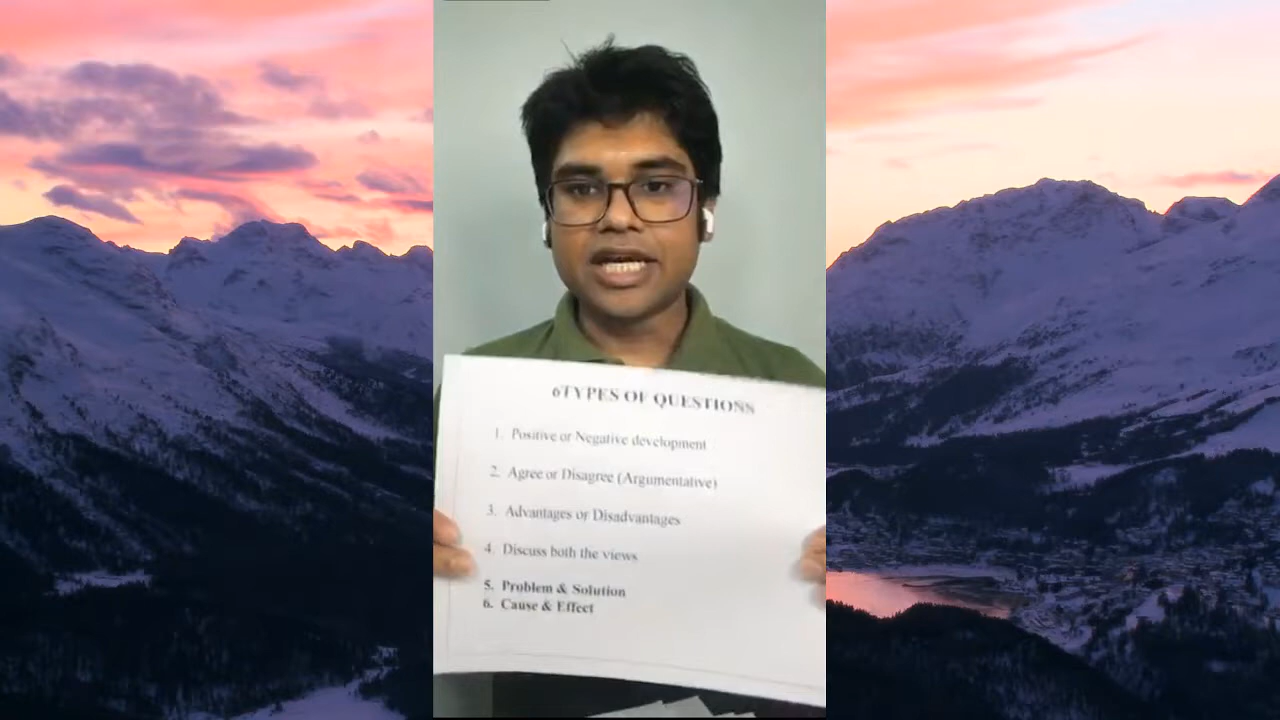 6TYPES OF QUESTIONS
1. Positive or Negative development
2. Agree or Disagree (Argumentative)
3. Advantages or Disadvantages
4. Discuss both the views
5. Problem & Solution
6. Cause & Effect